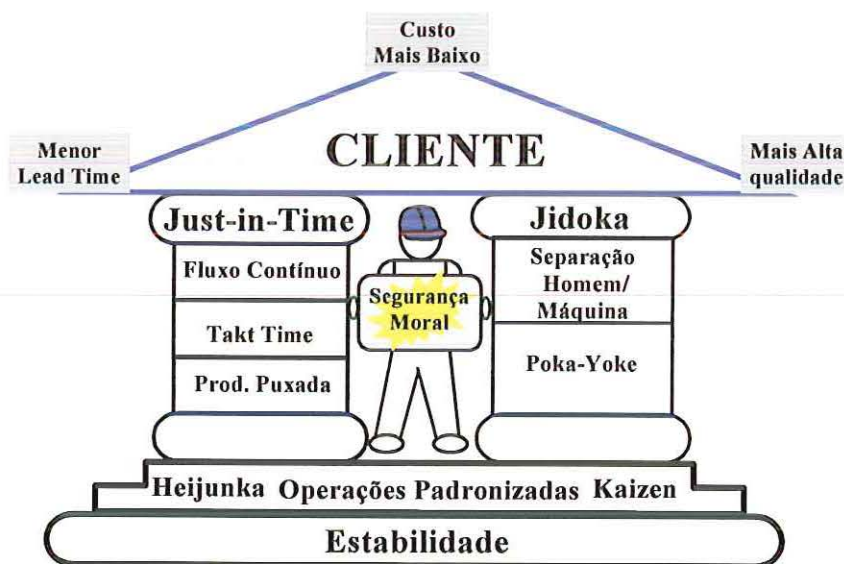 Custo
Mais Baixo
Menor
Lead Time
CLIENTE
Mais Alta
qualidade
Just-in-Time
Jidoka
Fluxo Contínuo
Takt Time
Prod. Puxada
Segurança
Moral
Separação
Homem/
Máquina
Poka-Yoke
Heijunka Operações Padronizadas Kaizen
Estabilidade